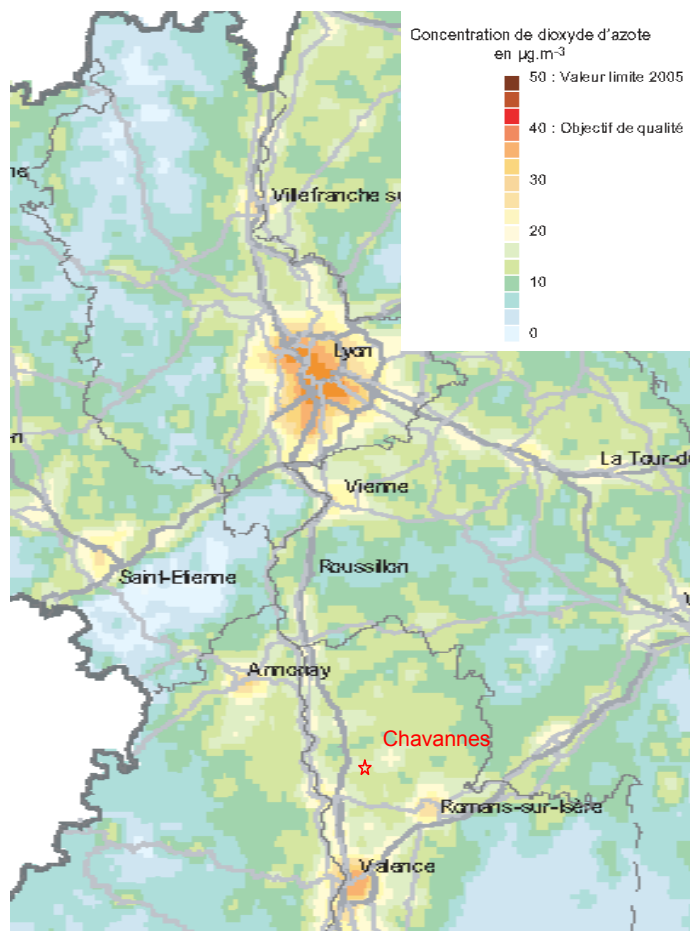 Concentration de dioxyde d'azote
en µg.m-3
50 : Valeur limite 2005
40 : Objectif de qualité
30
20
10
0
Villefranche su
Lyon
La Tour-d
Vienne
Roussillon
Saint-Etienne
Annonay
Chavannes
Romans-sur-Isère
Valence